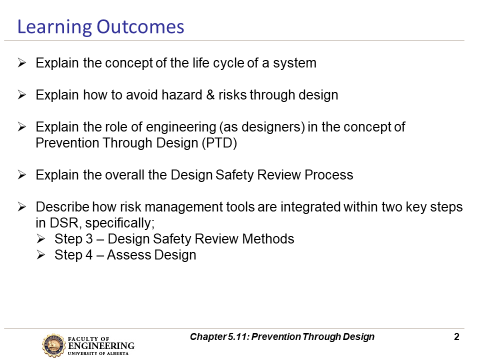 Learning Outcomes
➢ Explain the concept of the life cycle of a system
➢ Explain how to avoid hazard & risks through design
➢ Explain the role of engineering (as designers) in the concept of
Prevention Through Design (PTD)
➢ Explain the overall the Design Safety Review Process
➢ Describe how risk management tools are integrated within two key steps
in DSR, specifically;
➢ Step 3 – Design Safety Review Methods
➢ Step 4 – Assess Design
FACULTY OF
ENGINEERING
UNIVERSITY OF ALBERTA
Chapter 5.11: Prevention Through Design
2